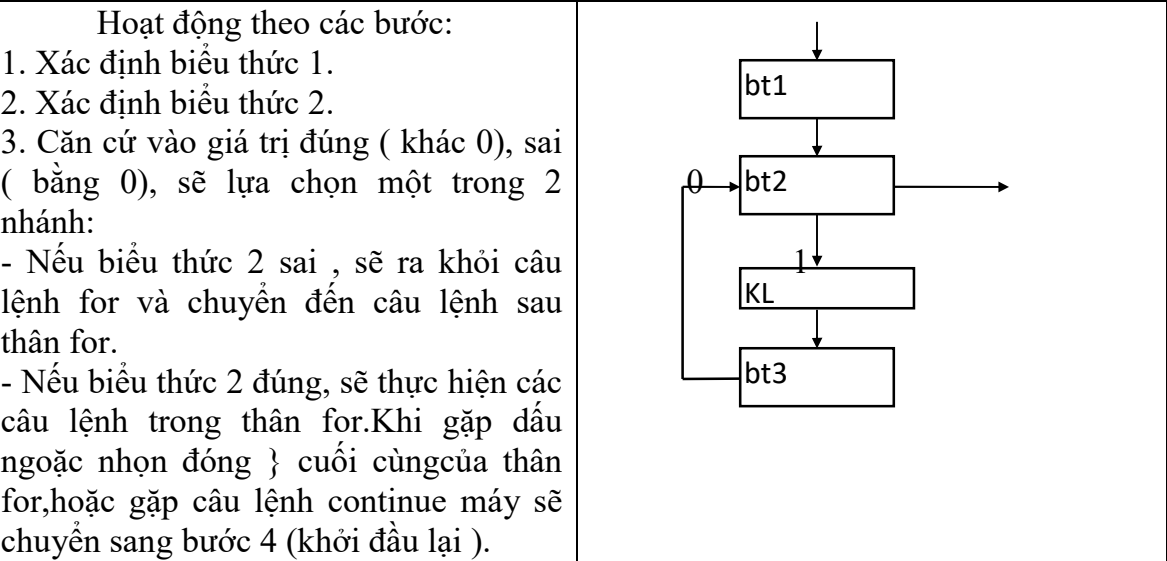 Hoạt động theo các bước:
1. Xác định biểu thức 1.
2. Xác định biểu thức 2.
3. Căn cứ vào giá trị đúng ( khác 0), sai
( bằng 0), sẽ lựa chọn một trong 2
nhánh:
- Nếu biểu thức 2 sai , sẽ ra khỏi câu
lệnh for và chuyển đến câu lệnh sau
thân for.
- Nếu biểu thức 2 đúng, sẽ thực hiện các
câu lệnh trong thân for.Khi gặp dấu
ngoặc nhọn đóng } cuối cùngcủa thân
for,hoặc gặp câu lệnh continue máy sẽ
chuyển sang bước 4 (khởi đầu lại ).
bt1
0
bt2
1
KL
bt3